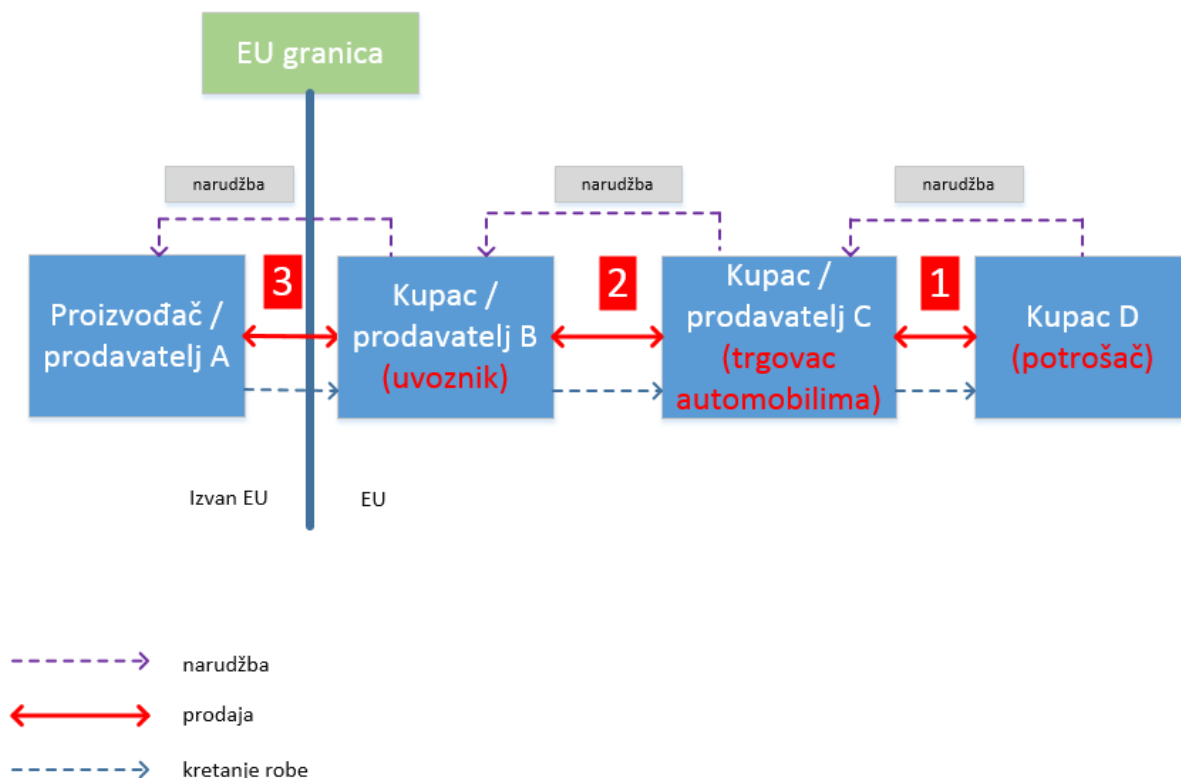 EU granica
narudžba
narudžba
narudžba
3
2
1
Proizvođač /
prodavatelj A
Kupac /
prodavatelj B
(uvoznik)
Kupac /
prodavatelj C
(trgovac
automobilima)
Kupac D
(potrošač)
Izvan EU
EU
narudžba
prodaja
kretanje robe